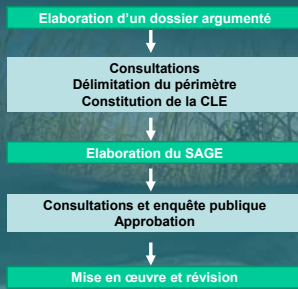 Elaboration d'un dossier argumenté
Consultations
Délimitation du périmètre
Constitution de la CLE
Elaboration du SAGE
Consultations et enquête publique
Approbation
Mise en œuvre et révision